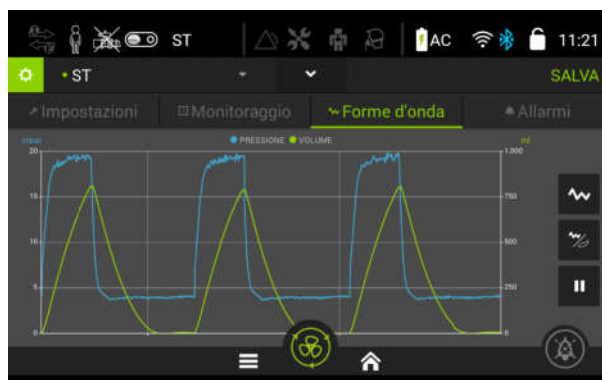 ST AC 11:21
ST SALVA
Impostazioni Monitoraggio Forme d'onda Allarmi
mbar PRESSIONE VOLUME ml
20 1.000
15 750
10 500
5 250
0 0